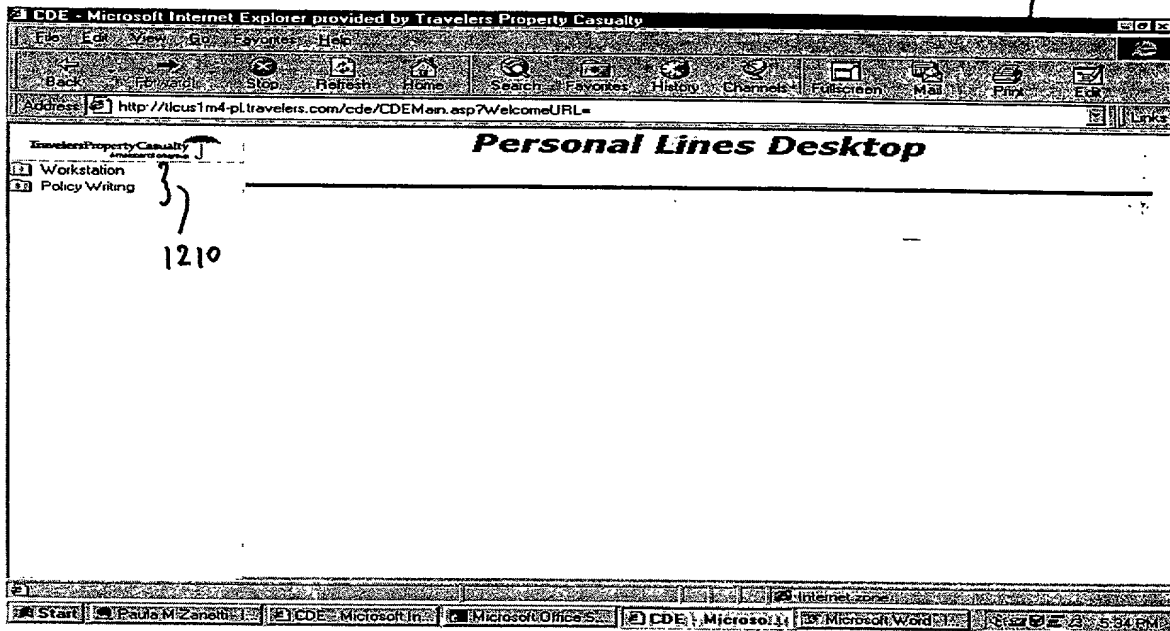 CDE - Microsoft Internet Explorer provided by Travelers Property Casualty
File Edit View Go Favorites Help
Back Forward Stop Refresh Home Search Favorites History Channels Fullscreen Mail Print Edit
Address http://tlcus1m4-pl.travelers.com/cde/CDEMain.asp?WelcomeURL= Links
TravelersPropertyCasualty
Personal Lines Desktop
Workstation
Policy Writing
1210
Internet zone
Start Paula M Zanetti - CDE - Microsoft In... Microsoft Office S... CDE - Microso... Microsoft Word - 5:34 PM